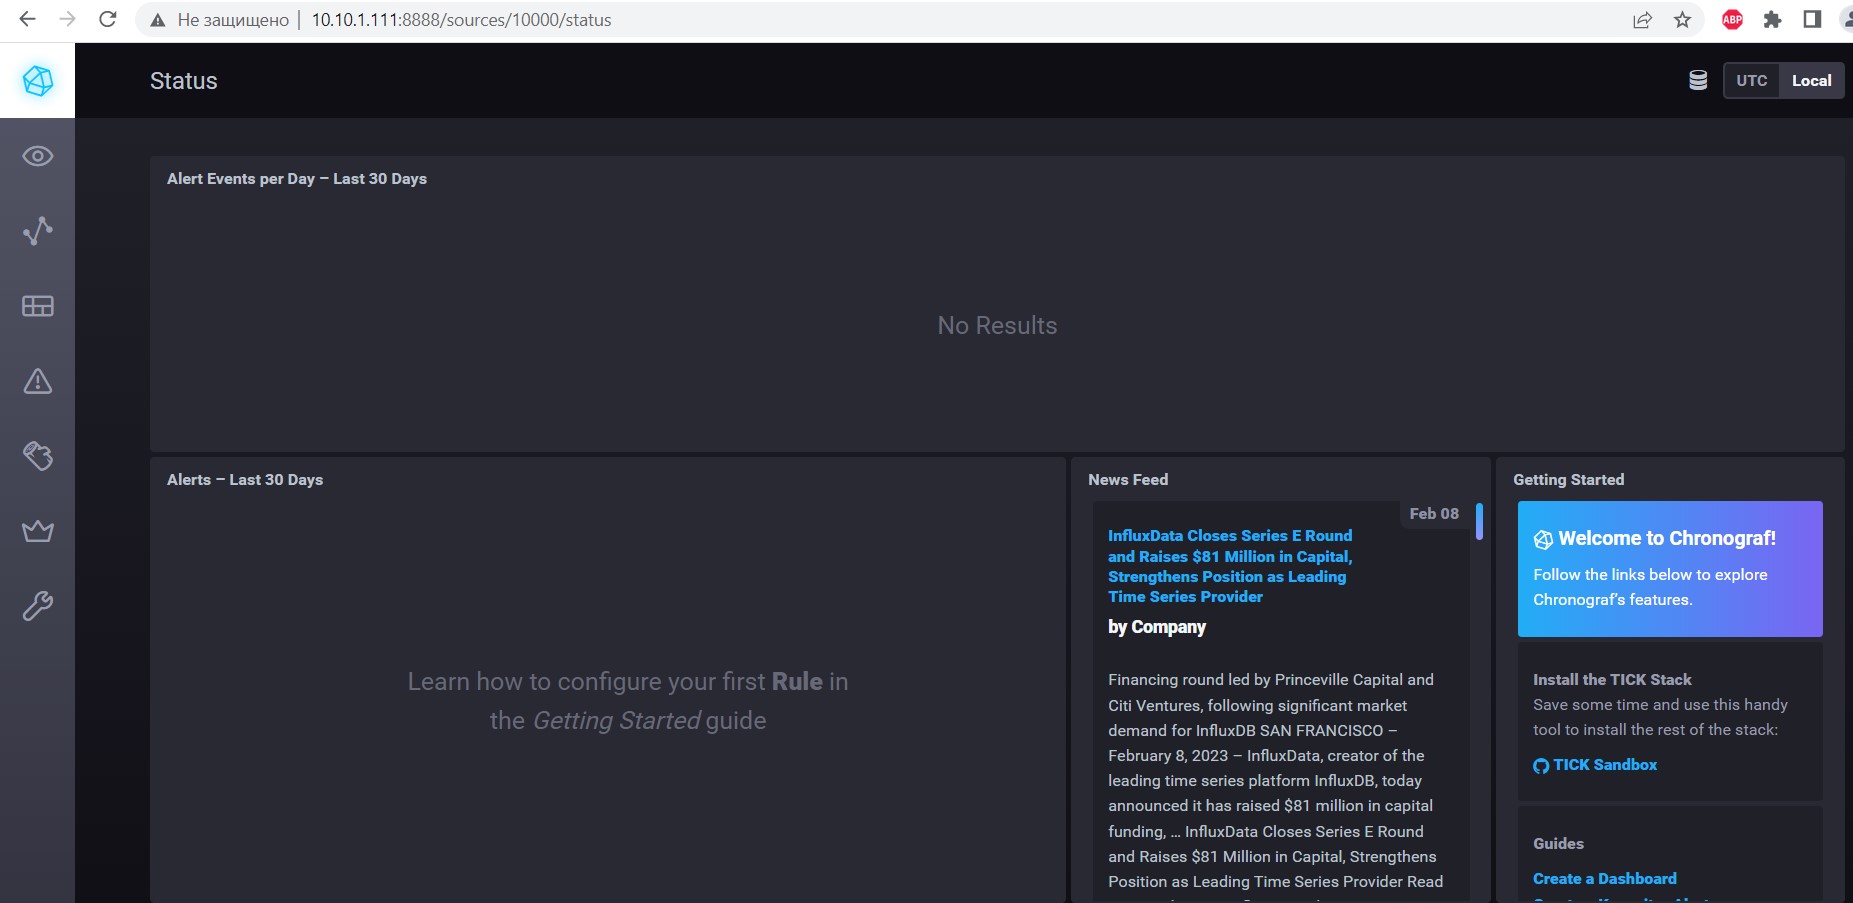 Не защищено | 10.10.1.111:8888/sources/10000/status
ABP
Status
UTC Local
Alert Events per Day – Last 30 Days
No Results
Alerts – Last 30 Days
Learn how to configure your first Rule in
the Getting Started guide
News Feed
Feb 08
InfluxData Closes Series E Round
and Raises $81 Million in Capital,
Strengthens Position as Leading
Time Series Provider
by Company
Financing round led by Princeville Capital and
Citi Ventures, following significant market
demand for InfluxDB SAN FRANCISCO –
February 8, 2023 – InfluxData, creator of the
leading time series platform InfluxDB, today
announced it has raised $81 million in capital
funding, … InfluxData Closes Series E Round
and Raises $81 Million in Capital, Strengthens
Position as Leading Time Series Provider Read
Getting Started
Welcome to Chronograf!
Follow the links below to explore
Chronograf’s features.
Install the TICK Stack
Save some time and use this handy
tool to install the rest of the stack:
TICK Sandbox
Guides
Create a Dashboard